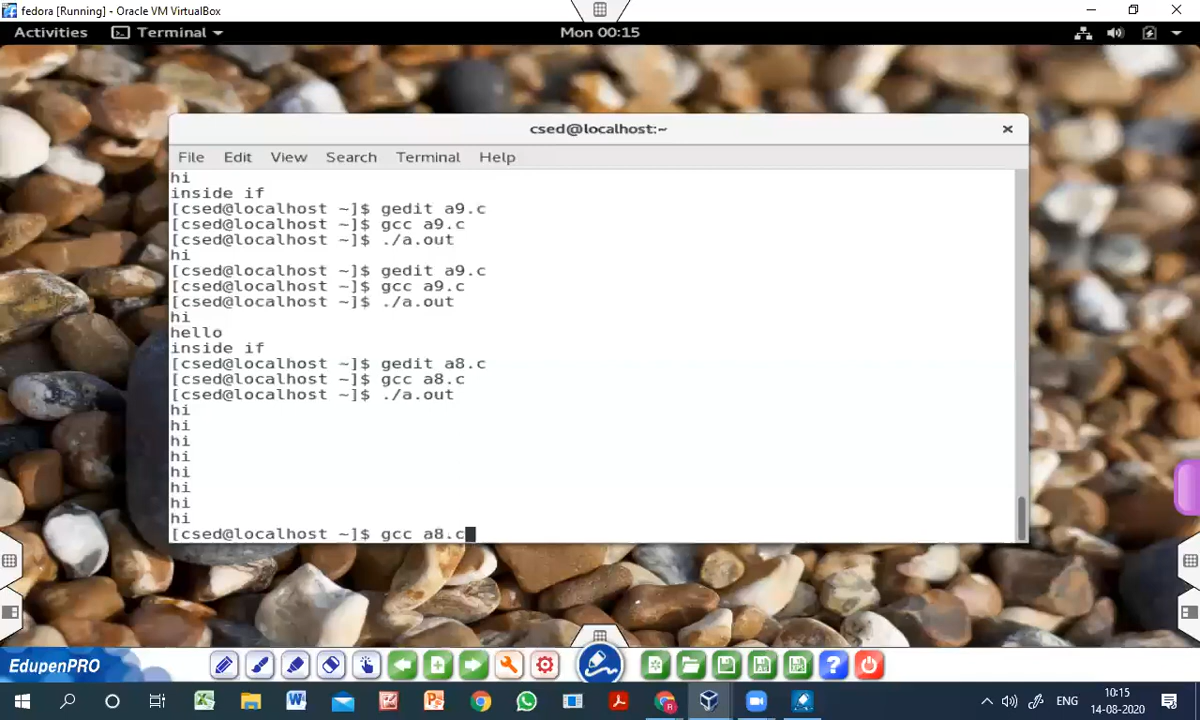 fedora [Running] - Oracle VM VirtualBox
Activities Terminal Mon 00:15
csed@localhost:~
File Edit View Search Terminal Help
hi
inside if
[csed@localhost ~]$ gedit a9.c
[csed@localhost ~]$ gcc a9.c
[csed@localhost ~]$ ./a.out
hi
[csed@localhost ~]$ gedit a9.c
[csed@localhost ~]$ gcc a9.c
[csed@localhost ~]$ ./a.out
hi
hello
inside if
[csed@localhost ~]$ gedit a8.c
[csed@localhost ~]$ gcc a8.c
[csed@localhost ~]$ ./a.out
hi
hi
hi
hi
hi
hi
hi
hi
[csed@localhost ~]$ gcc a8.c
EdupenPRO
ENG
10:15
14-08-2020